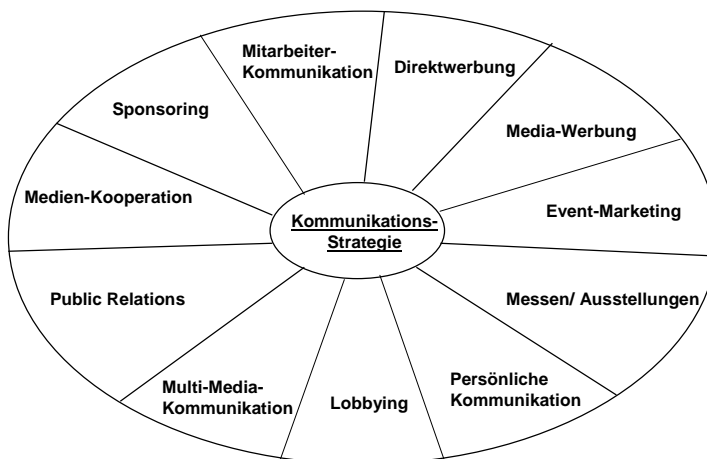 Mitarbeiter-
Kommunikation
Direktwerbung
Sponsoring
Media-Werbung
Medien-Kooperation
Event-Marketing
Kommunikations-
Strategie
Public Relations
Messen/ Ausstellungen
Multi-Media-
Kommunikation
Lobbying
Persönliche
Kommunikation